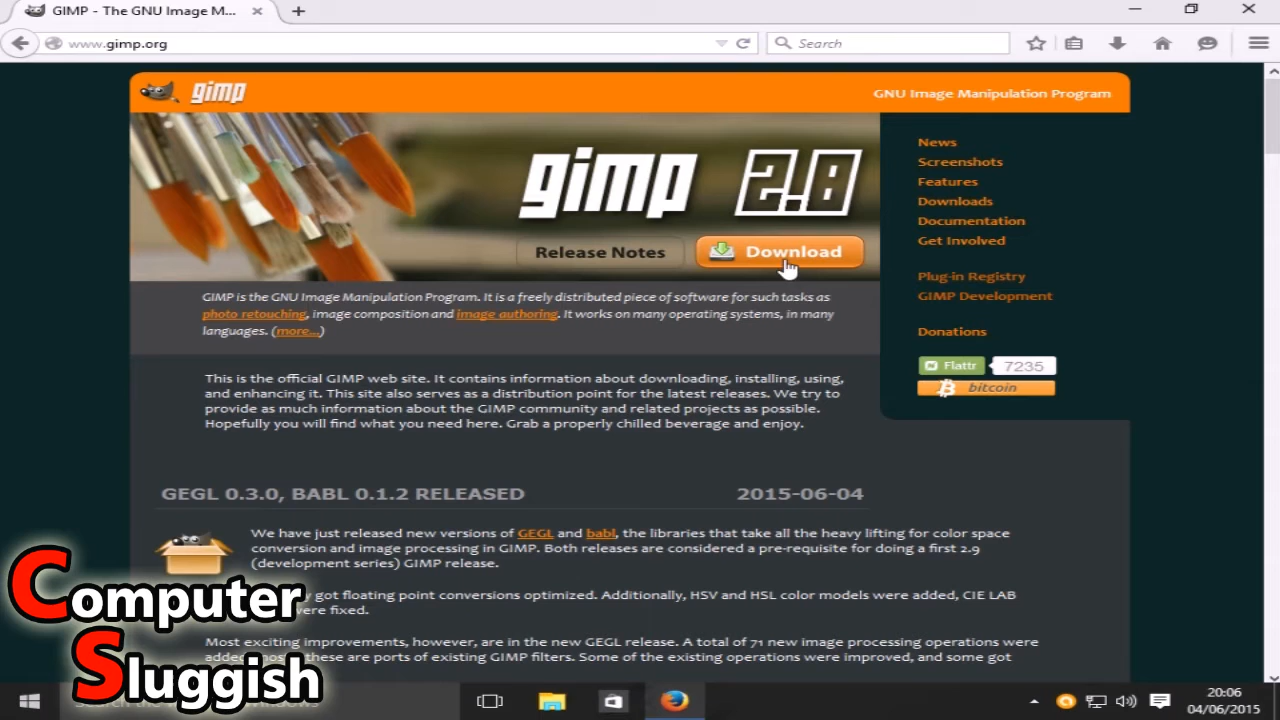 GIMP - The GNU Image M...
www.gimp.org
Search
gimp
GNU Image Manipulation Program
gimp 2.8
Release Notes
Download
News
Screenshots
Features
Downloads
Documentation
Get Involved
Plug-in Registry
GIMP Development
Donations
Flattr
7235
bitcoin
GIMP is the GNU Image Manipulation Program. It is a freely distributed piece of software for such tasks as
photo retouching, image composition and image authoring. It works on many operating systems, in many
languages. (more...)
This is the official GIMP web site. It contains information about downloading, installing, using,
and enhancing it. This site also serves as a distribution point for the latest releases. We try to
provide as much information about the GIMP community and related projects as possible.
Hopefully you will find what you need here. Grab a properly chilled beverage and enjoy.
GEGL 0.3.0, BABL 0.1.2 RELEASED
2015-06-04
We have just released new versions of GEGL and babl, the libraries that take all the heavy lifting for color space
conversion and image processing in GIMP. Both releases are considered a pre-requisite for doing a first 2.9
(development series) GIMP release.
got floating point conversions optimized. Additionally, HSV and HSL color models were added, CIE LAB
were fixed.
Most exciting improvements, however, are in the new GEGL release. A total of 71 new image processing operations were
added these are ports of existing GIMP filters. Some of the existing operations were improved, and some got
Computer
Sluggish
20:06
04/06/2015